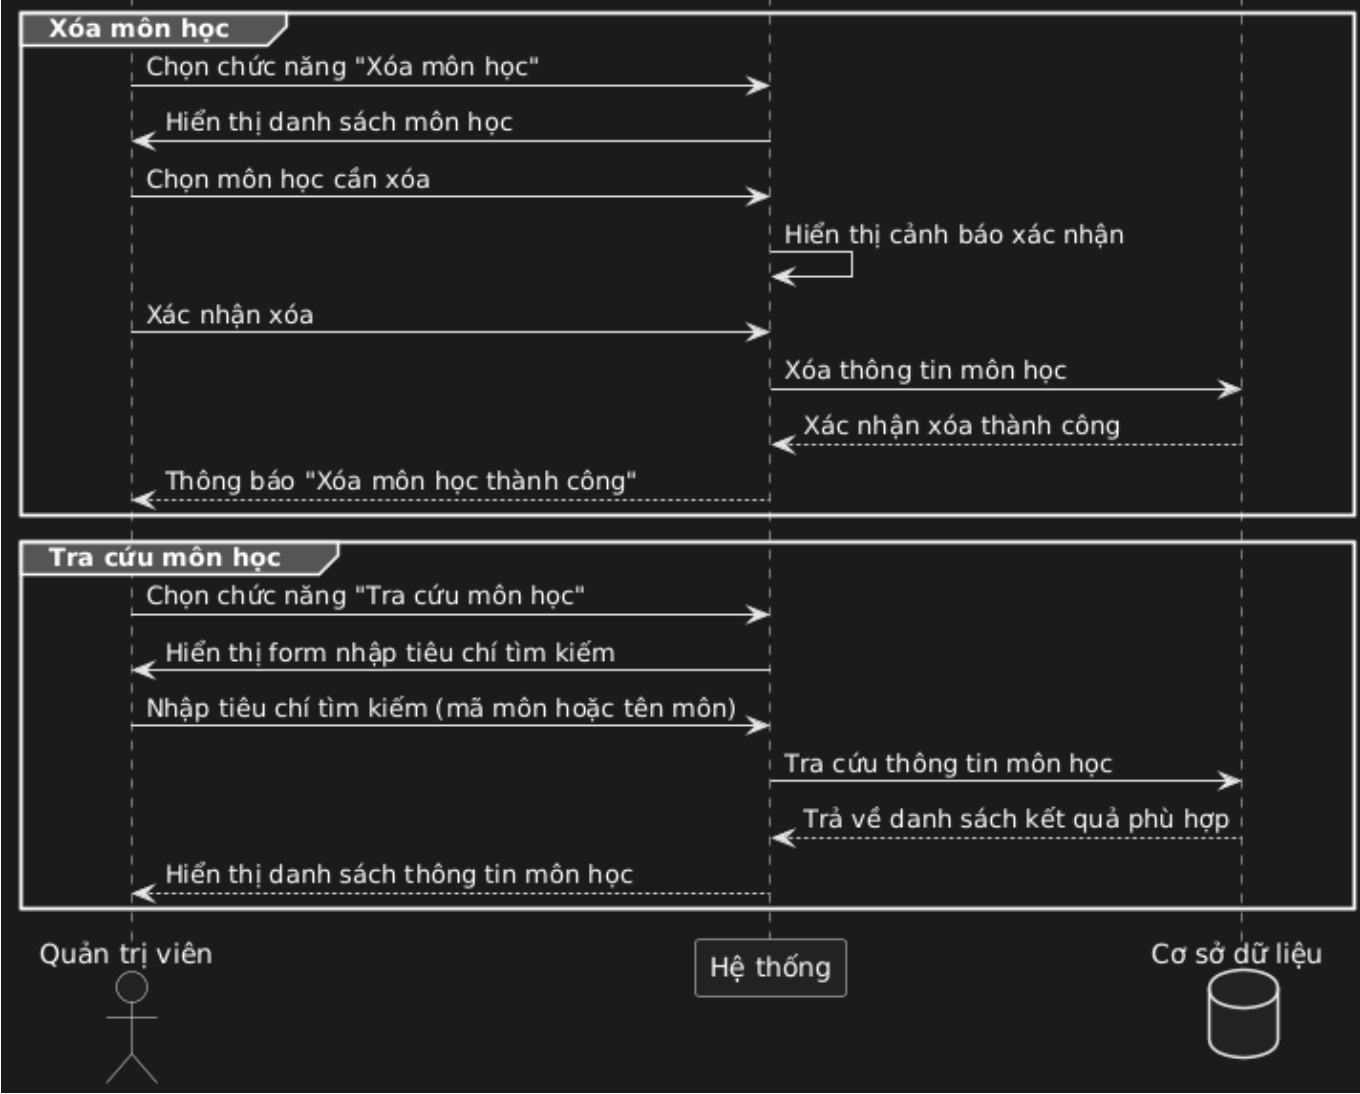 Xóa môn học
Chọn chức năng "Xóa môn học"
Hiển thị danh sách môn học
Chọn môn học cần xóa
Hiển thị cảnh báo xác nhận
Xác nhận xóa
Xóa thông tin môn học
Xác nhận xóa thành công
Thông báo "Xóa môn học thành công"
Tra cứu môn học
Chọn chức năng "Tra cứu môn học"
Hiển thị form nhập tiêu chí tìm kiếm
Nhập tiêu chí tìm kiếm (mã môn hoặc tên môn)
Tra cứu thông tin môn học
Trả về danh sách kết quả phù hợp
Hiển thị danh sách thông tin môn học
Quản trị viên
Hệ thống
Cơ sở dữ liệu